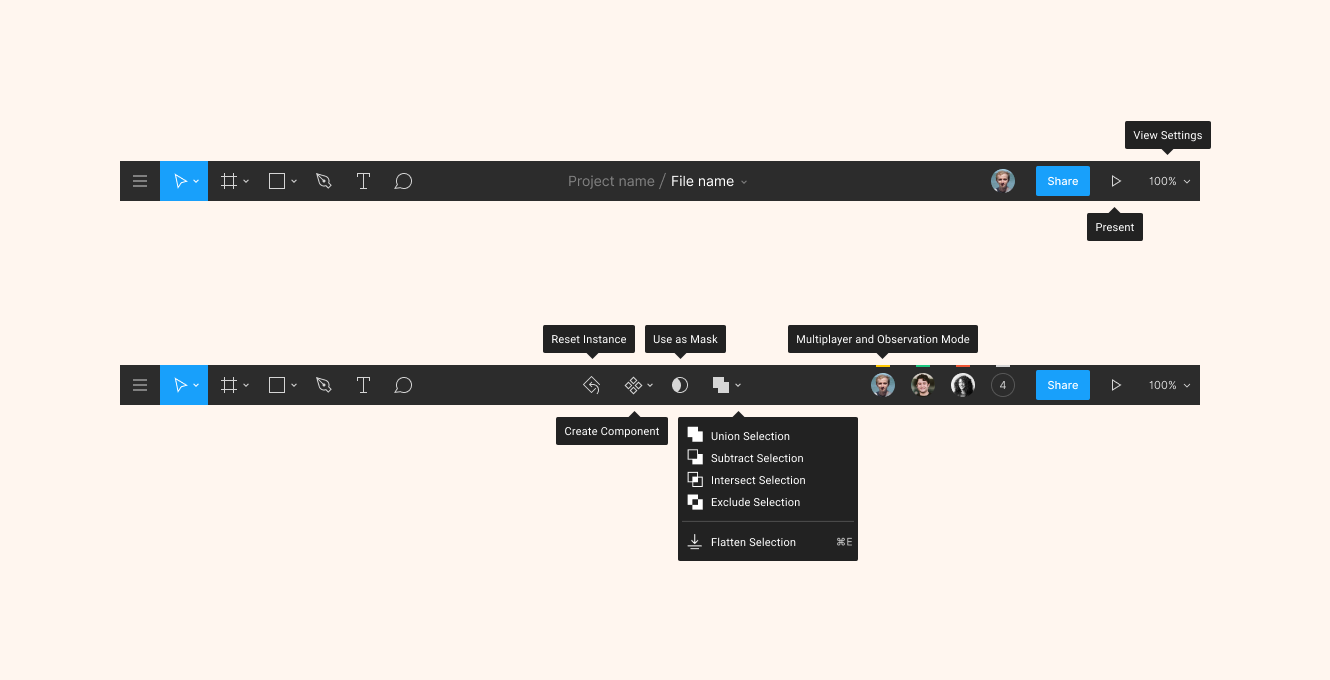 View Settings
Project name / File name
Share
100%
Present
Reset Instance
Use as Mask
Multiplayer and Observation Mode
4
Share
100%
Create Component
Union Selection
Subtract Selection
Intersect Selection
Exclude Selection
Flatten Selection ⌘E